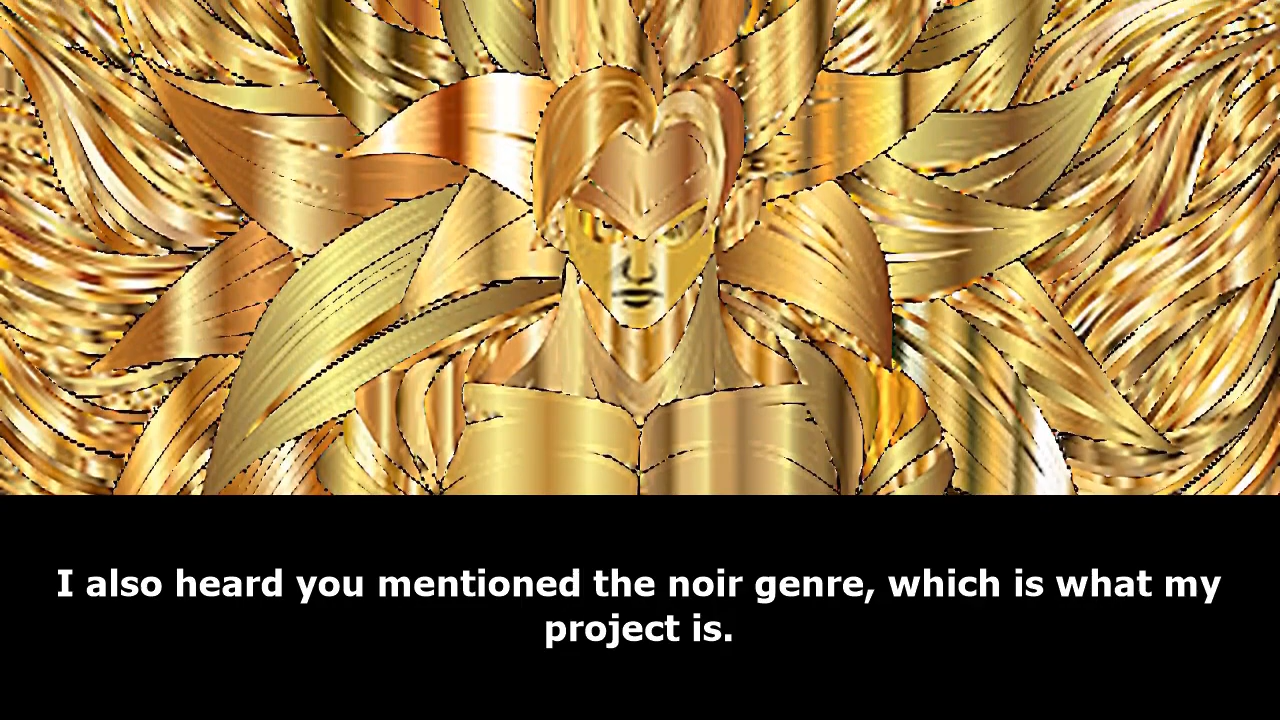 I also heard you mentioned the noir genre, which is what my
project is.